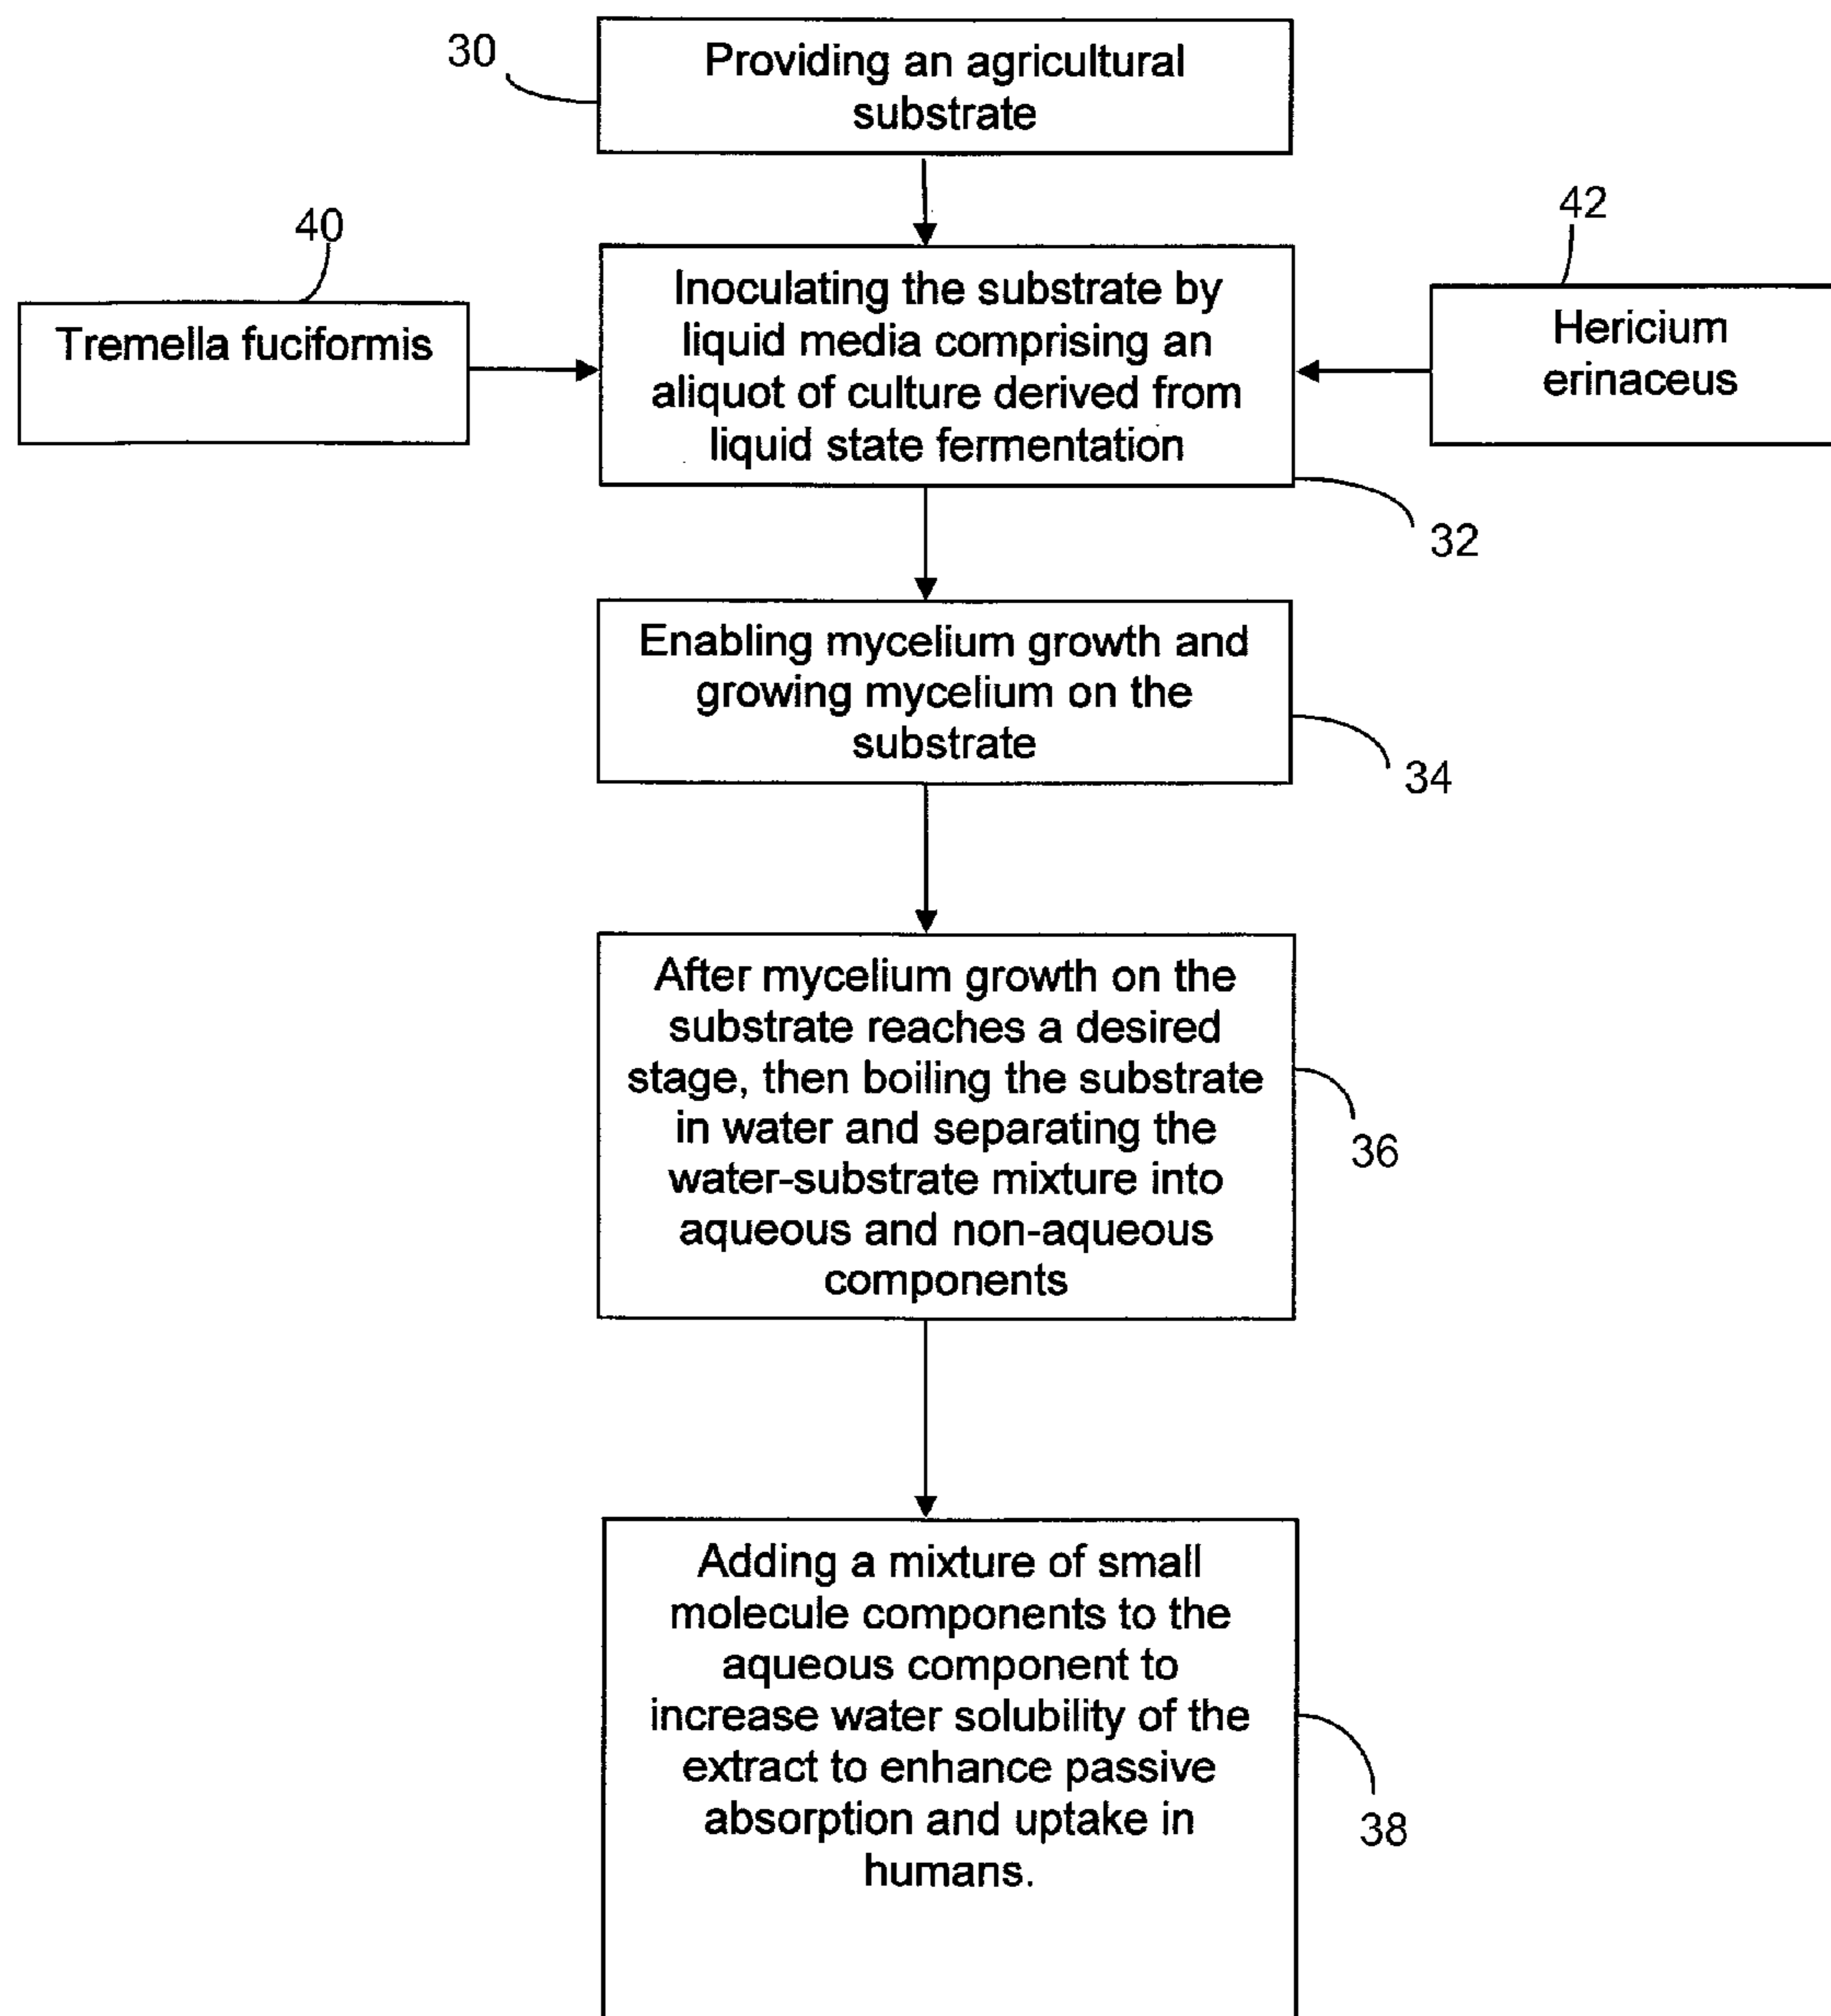 30
Providing an agricultural
substrate
40
42
Tremella fuciformis
Inoculating the substrate by
liquid media comprising an
aliquot of culture derived from
liquid state fermentation
Hericium
erinaceus
32
Enabling mycelium growth and
growing mycelium on the
substrate
34
After mycelium growth on the
substrate reaches a desired
stage, then boiling the substrate
in water and separating the
water-substrate mixture into
aqueous and non-aqueous
components
36
Adding a mixture of small
molecule components to the
aqueous component to
increase water solubility of the
extract to enhance passive
absorption and uptake in
humans.
38